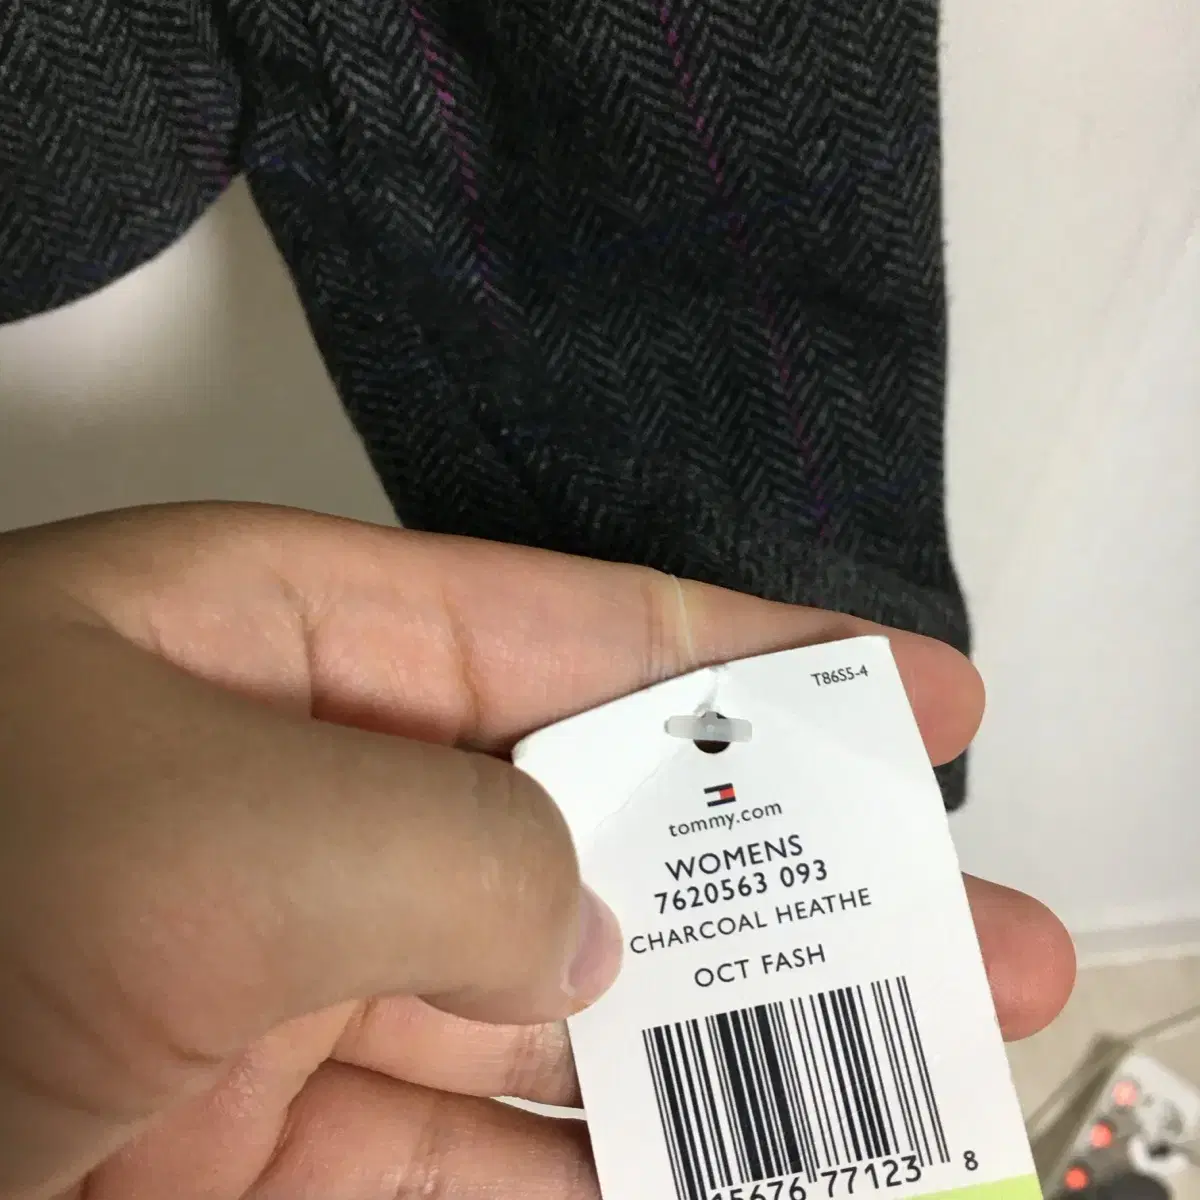 T86S5-4
tommy.com
WOMENS
7620563 093
CHARCOAL HEATHE
OCT FASH
15676 77123 8